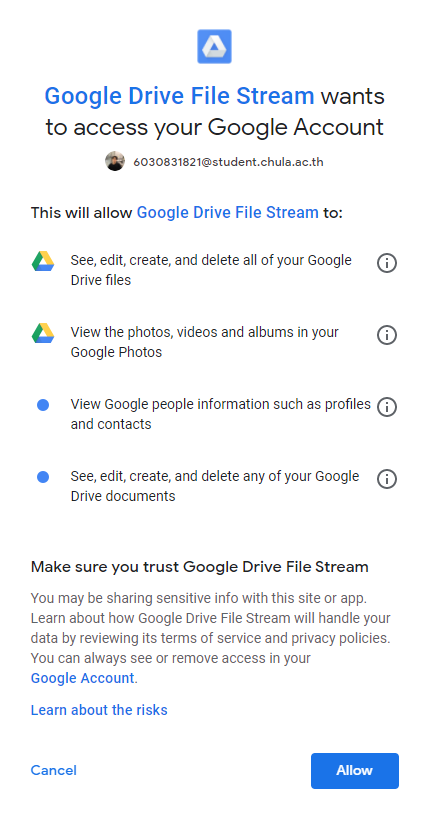 Google Drive File Stream wants
to access your Google Account
6030831821@student.chula.ac.th
This will allow Google Drive File Stream to:
See, edit, create, and delete all of your Google
Drive files
View the photos, videos and albums in your
Google Photos
View Google people information such as profiles
and contacts
See, edit, create, and delete any of your Google
Drive documents
Make sure you trust Google Drive File Stream
You may be sharing sensitive info with this site or app.
Learn about how Google Drive File Stream will handle your
data by reviewing its terms of service and privacy policies.
You can always see or remove access in your
Google Account.
Learn about the risks
Cancel
Allow